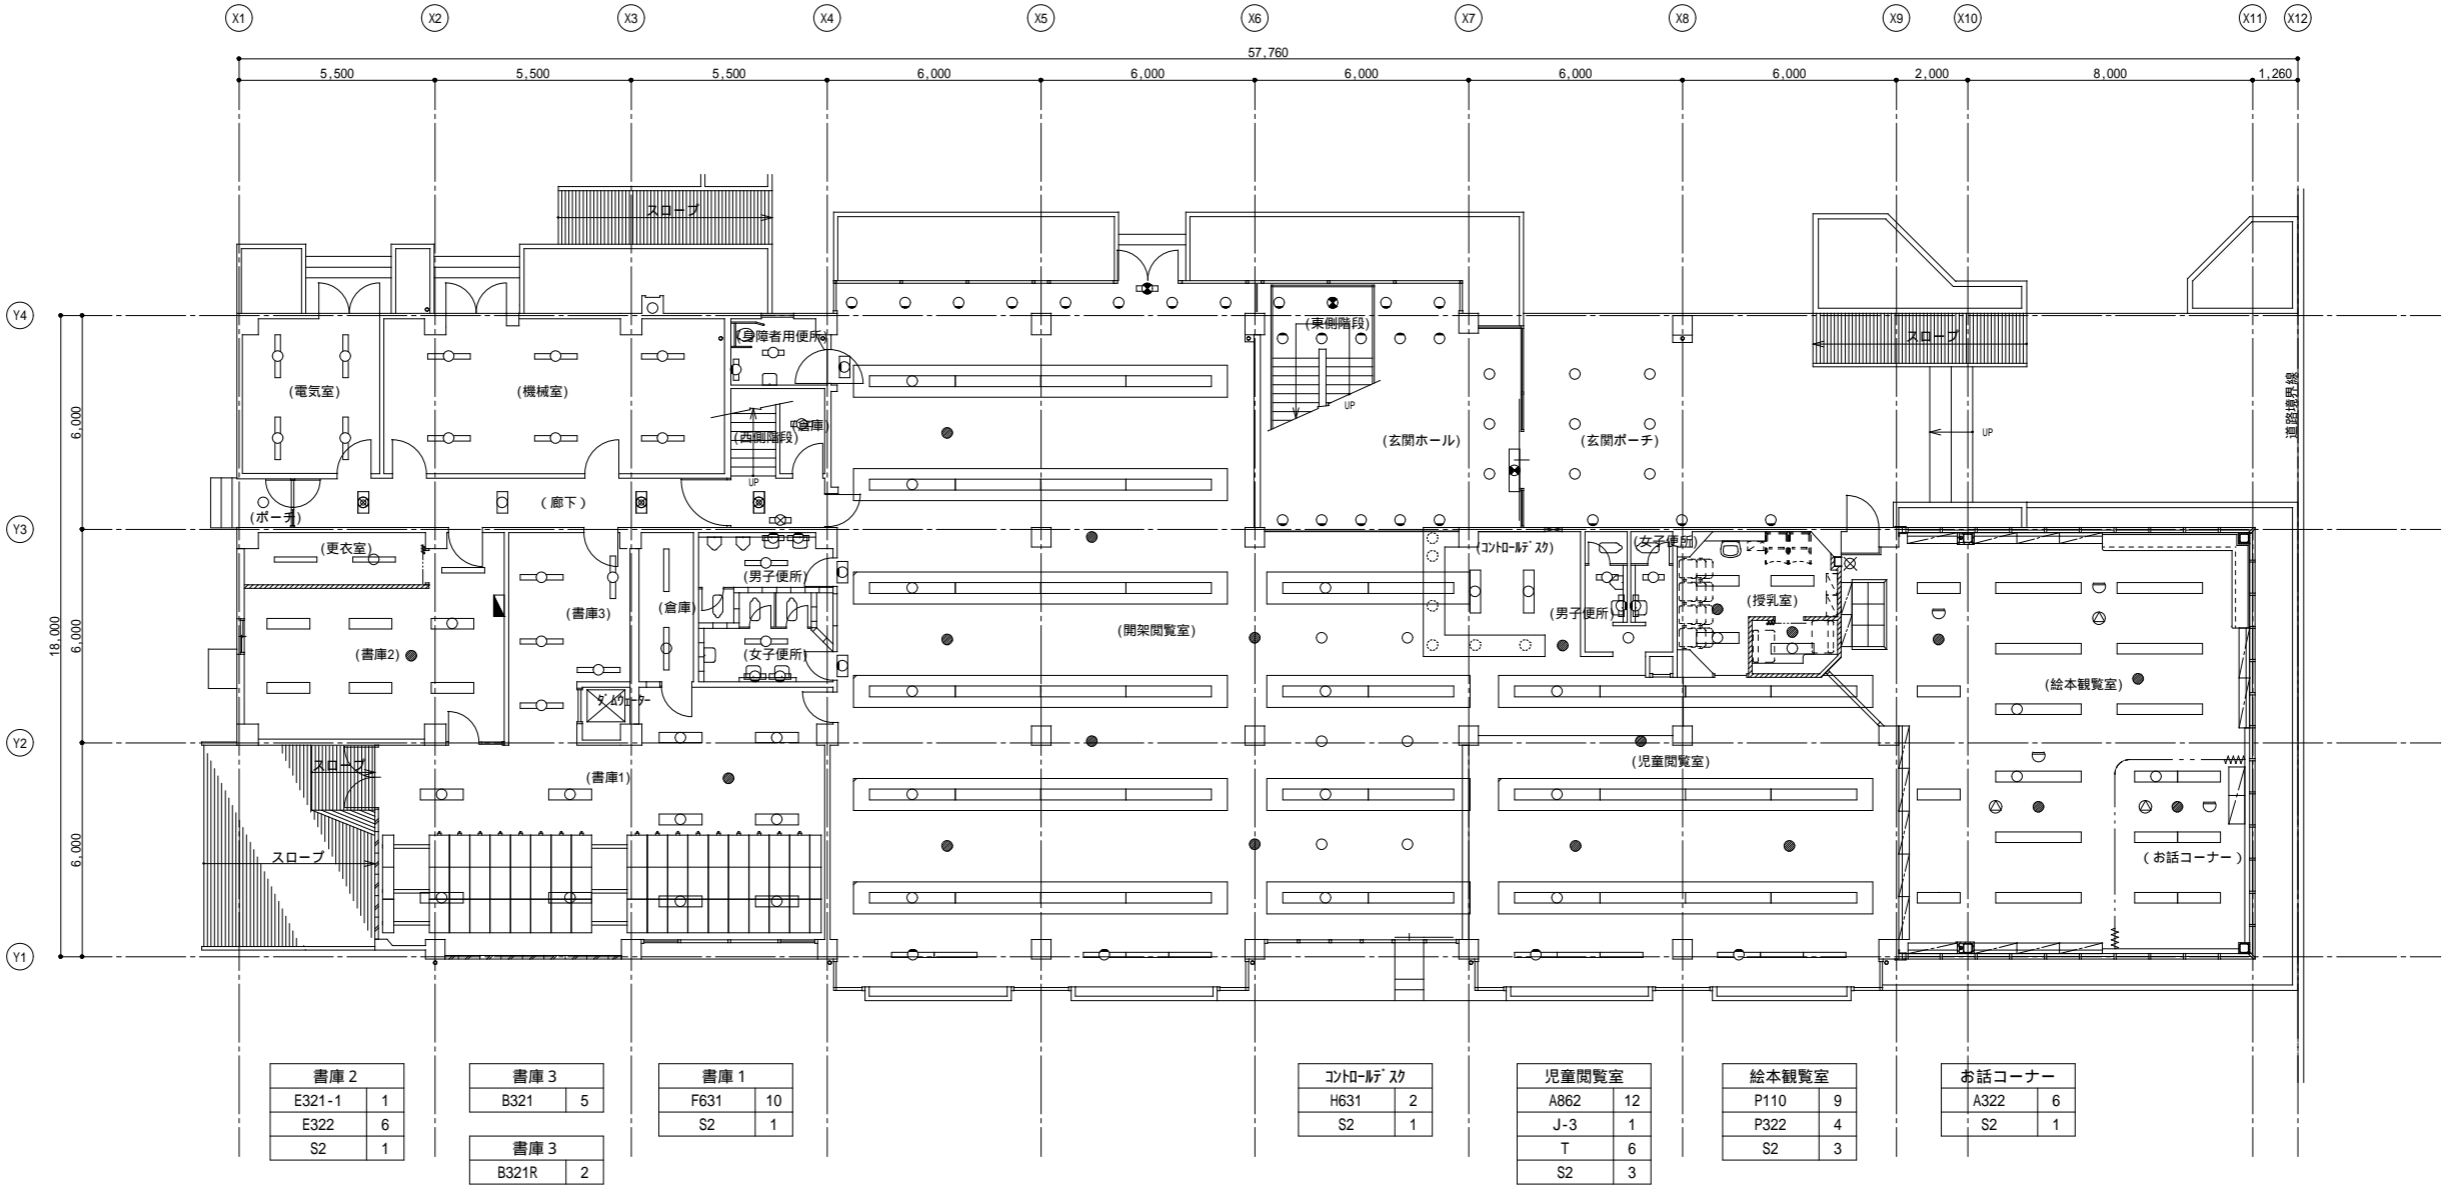 X1 X2 X3 X4 X5 X6 X7 X8 X9 X10 X11 X12
57,760
5,500 5,500 5,500 6,000 6,000 6,000 6,000 6,000 2,000 8,000 1,260
スロープ
Y4
(身障者用便所)
(東側階段)
スロープ
(電気室)
(機械室)
UP
道路境界線
6,000
(西側階段)
(倉庫)
(玄関ホール)
(玄関ポーチ)
UP
UP
(ポーチ)
(廊下)
Y3
(更衣室)
(男子便所)
(コントロールデスク)
(女子便所)
(書庫3)
(倉庫)
(男子便所)
(授乳室)
18,000
6,000
(書庫2)
(女子便所)
(開架閲覧室)
(絵本観覧室)
ダムウェーター
Y2
スロープ
(書庫1)
(児童閲覧室)
6,000
スロープ
(お話コーナー)
Y1
書庫2
E321-1 1
E322 6
S2 1
書庫3
B321 5
書庫3
B321R 2
書庫1
F631 10
S2 1
コントロールデスク
H631 2
S2 1
児童閲覧室
A862 12
J-3 1
T 6
S2 3
絵本観覧室
P110 9
P322 4
S2 3
お話コーナー
A322 6
S2 1